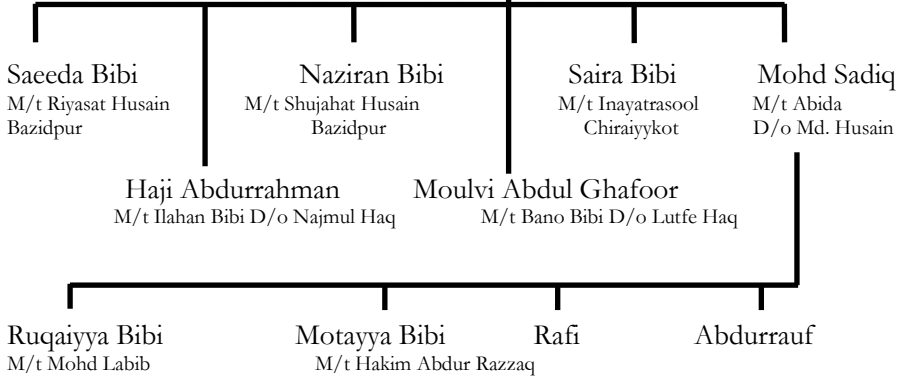 Saeeda Bibi
M/t Riyasat Husain
Bazidpur
Naziran Bibi
M/t Shujahat Husain
Bazidpur
Saira Bibi
M/t Inayatrasool
Chiraiyykot
Mohd Sadiq
M/t Abida
D/o Md. Husain
Haji Abdurrahman
M/t Ilahan Bibi D/o Najmul Haq
Moulvi Abdul Ghafoor
M/t Bano Bibi D/o Lutfe Haq
Ruqaiyya Bibi
M/t Mohd Labib
Motayya Bibi
M/t Hakim Abdur Razzaq
Rafi
Abdurrauf